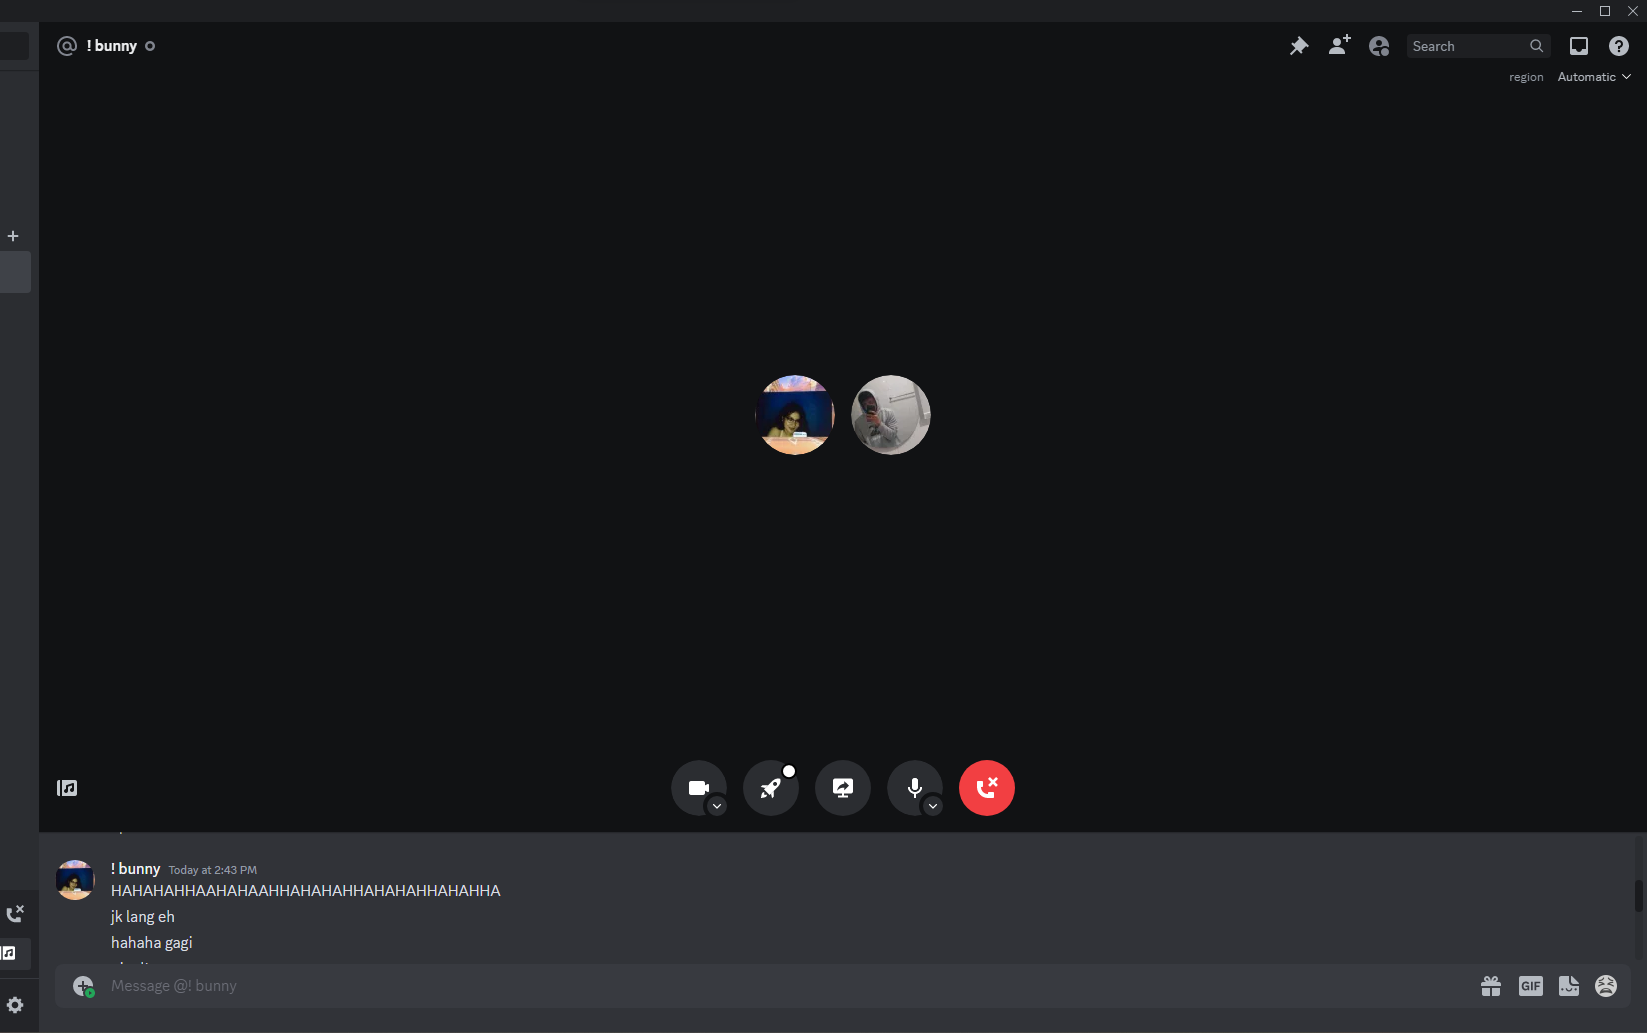 ! bunny
Search
region Automatic
! bunny Today at 2:43 PM
HAHAHAHHAAHAHAAHHAHAHAHHAHAHAHHAHAHHA
jk lang eh
hahaha gagi
Message @! bunny
GIF